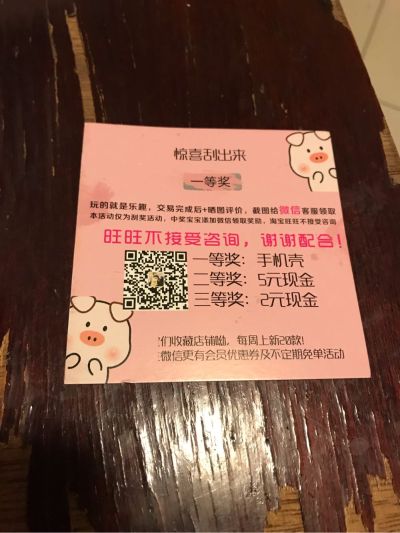 惊喜刮出来
一等奖
玩的就是乐趣，交易完成后+晒图评价，截图给微信客服领取
本活动仅为刮奖活动，中奖宝宝添加微信领取奖励，淘宝旺旺不接受咨询
旺旺不接受咨询，谢谢配合！
一等奖：手机壳
二等奖：5元现金
三等奖：2元现金
们收藏店铺呦，每周上新20款！
微信更有会员优惠券及不定期免单活动